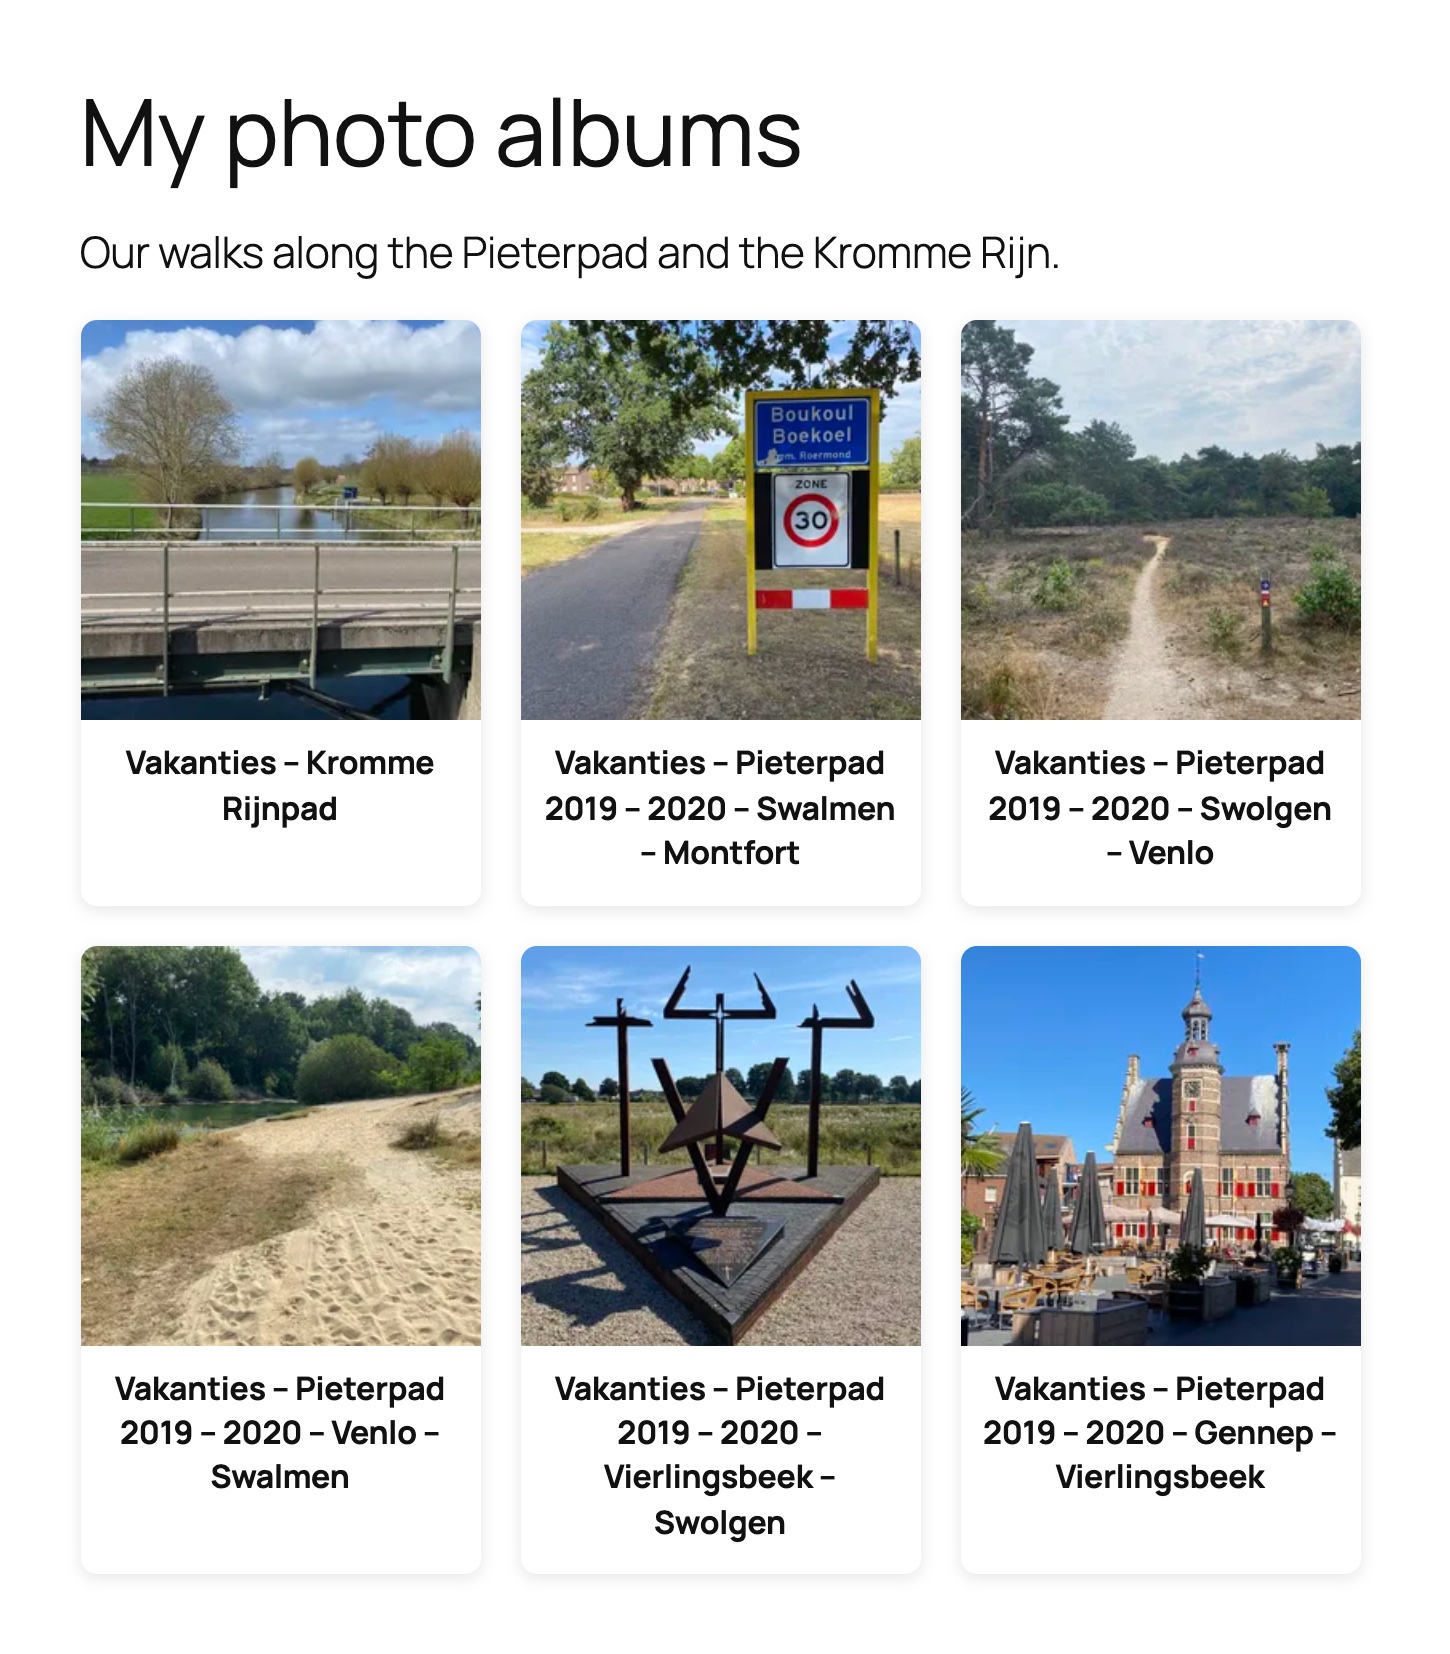 My photo albums
Our walks along the Pieterpad and the Kromme Rijn.
Boukoul
Boekoel
Roermond
ZONE
30
Vakanties – Kromme
Rijnpad
Vakanties – Pieterpad
2019 – 2020 – Swalmen
– Montfort
Vakanties – Pieterpad
2019 – 2020 – Swolgen
– Venlo
Vakanties – Pieterpad
2019 – 2020 – Venlo –
Swalmen
Vakanties – Pieterpad
2019 – 2020 –
Vierlingsbeek –
Swolgen
Vakanties – Pieterpad
2019 – 2020 – Gennep –
Vierlingsbeek